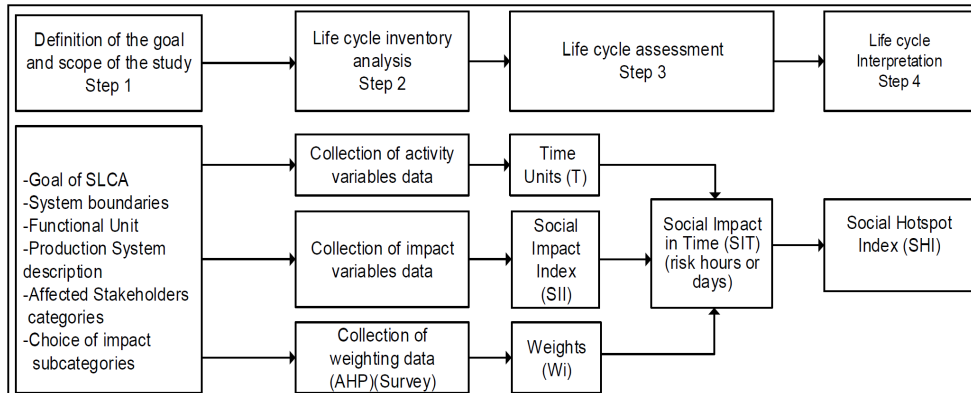 Definition of the goal
and scope of the study
Step 1
Life cycle inventory
analysis
Step 2
Life cycle assessment
Step 3
Life cycle
Interpretation
Step 4
-Goal of SLCA
-System boundaries
-Functional Unit
-Production System
description
-Affected Stakeholders
categories
-Choice of impact
subcategories
Collection of activity
variables data
Time
Units (T)
Collection of impact
variables data
Social
Impact
Index
(SII)
Collection of
weighting data
(AHP)(Survey)
Weights
(Wi)
Social Impact
in Time (SIT)
(risk hours or
days)
Social Hotspot
Index (SHI)